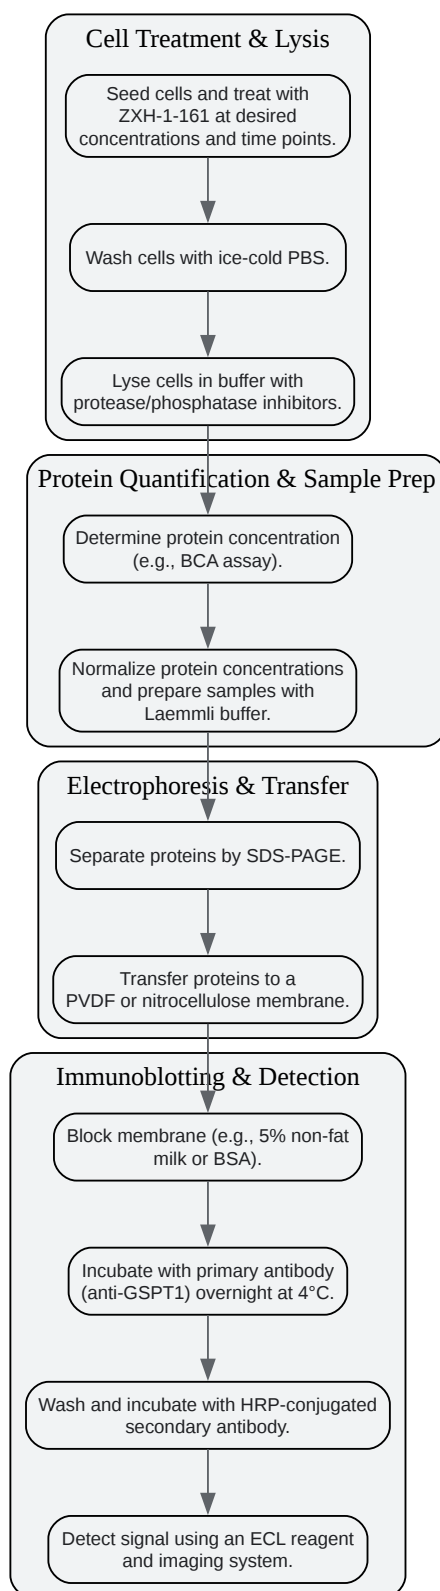 Cell Treatment & Lysis
Seed cells and treat with
ZXH-1-161 at desired
concentrations and time points.
Wash cells with ice-cold PBS.
Lyse cells in buffer with
protease/phosphatase inhibitors.
Protein Quantification & Sample Prep
Determine protein concentration
(e.g., BCA assay).
Normalize protein concentrations
and prepare samples with
Laemmli buffer.
Electrophoresis & Transfer
Separate proteins by SDS-PAGE.
Transfer proteins to a
PVDF or nitrocellulose membrane.
Immunoblotting & Detection
Block membrane (e.g., 5% non-fat
milk or BSA).
Incubate with primary antibody
(anti-GSPT1) overnight at 4°C.
Wash and incubate with HRP-conjugated
secondary antibody.
Detect signal using an ECL reagent
and imaging system.